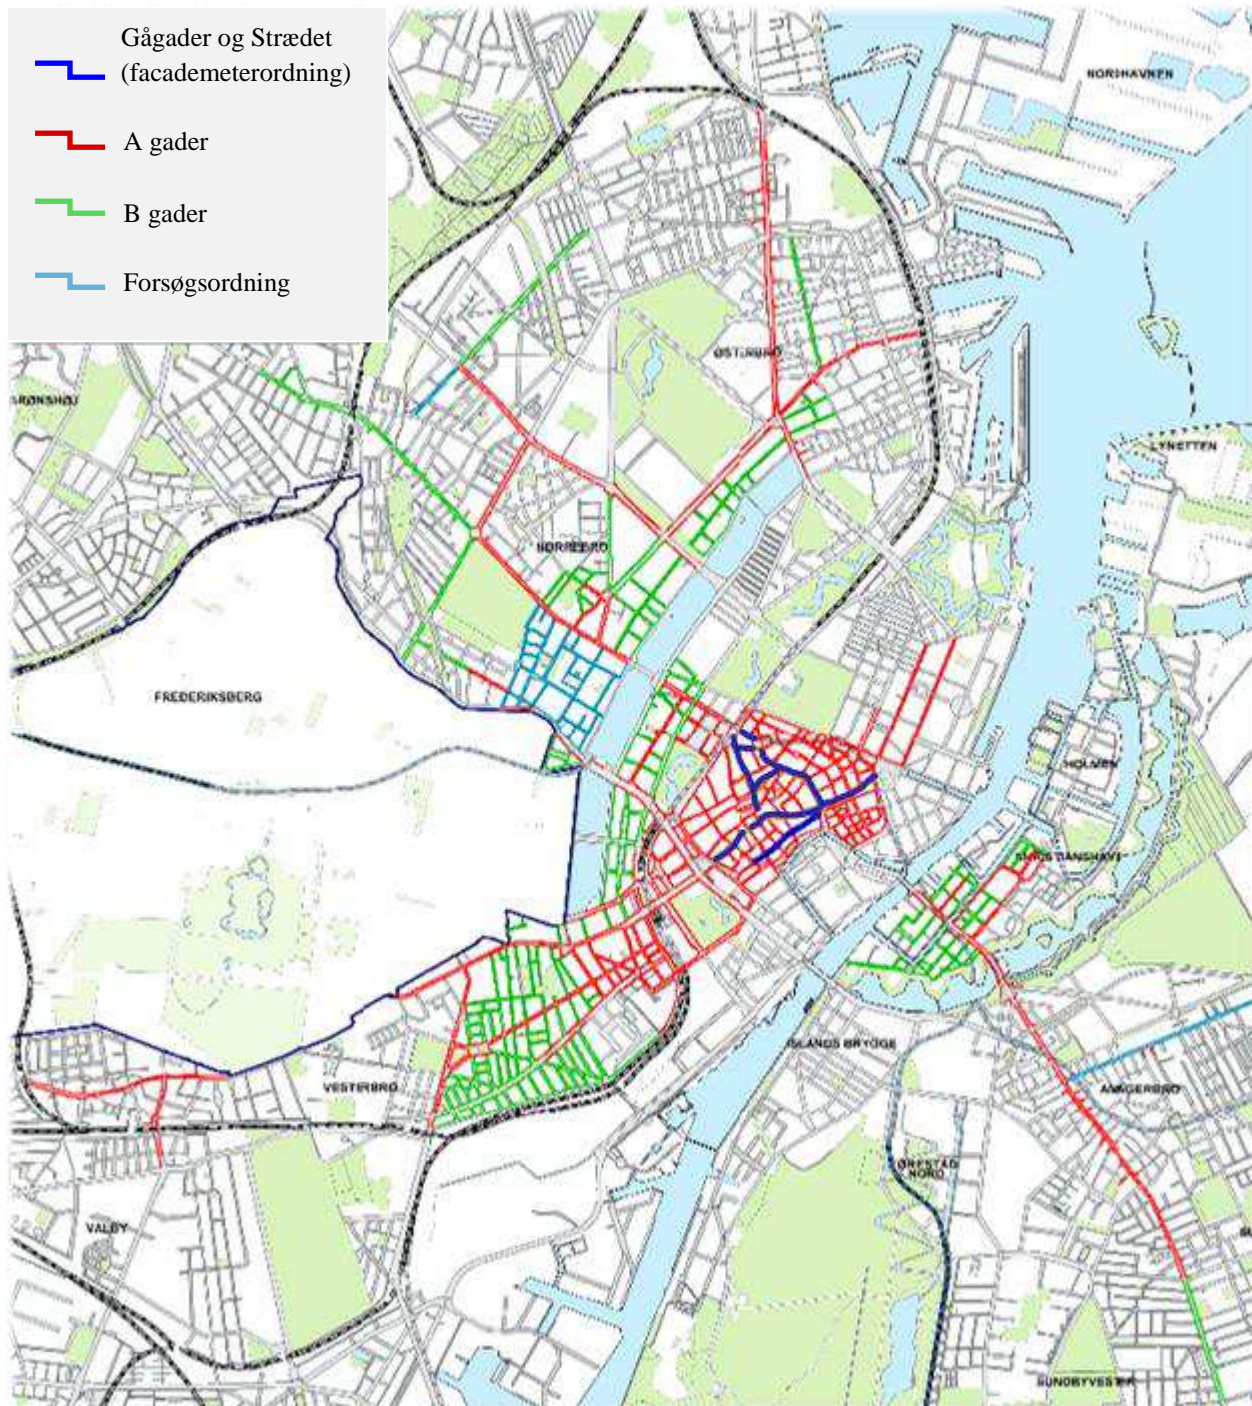 Gågader og Strædet
(facademeterordning)
A gader
B gader
Forsøgsordning
NORDHAVNEN
ØSTERBRO
BRØNSHØJ
LYNETTEN
NØRREBRO
FREDERIKSBERG
HOLMEN
CHRISTIANSHAVN
ISLANDS BRYGGE
VESTERBRO
AMAGERBRO
ØRESTAD
NORD
VALBY
SUNDBYVESTER